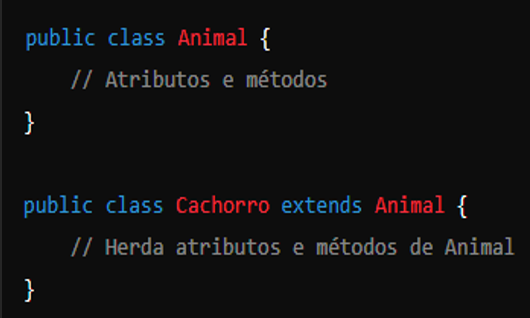 public class Animal {
// Atributos e métodos
}
public class Cachorro extends Animal {
// Herda atributos e métodos de Animal
}